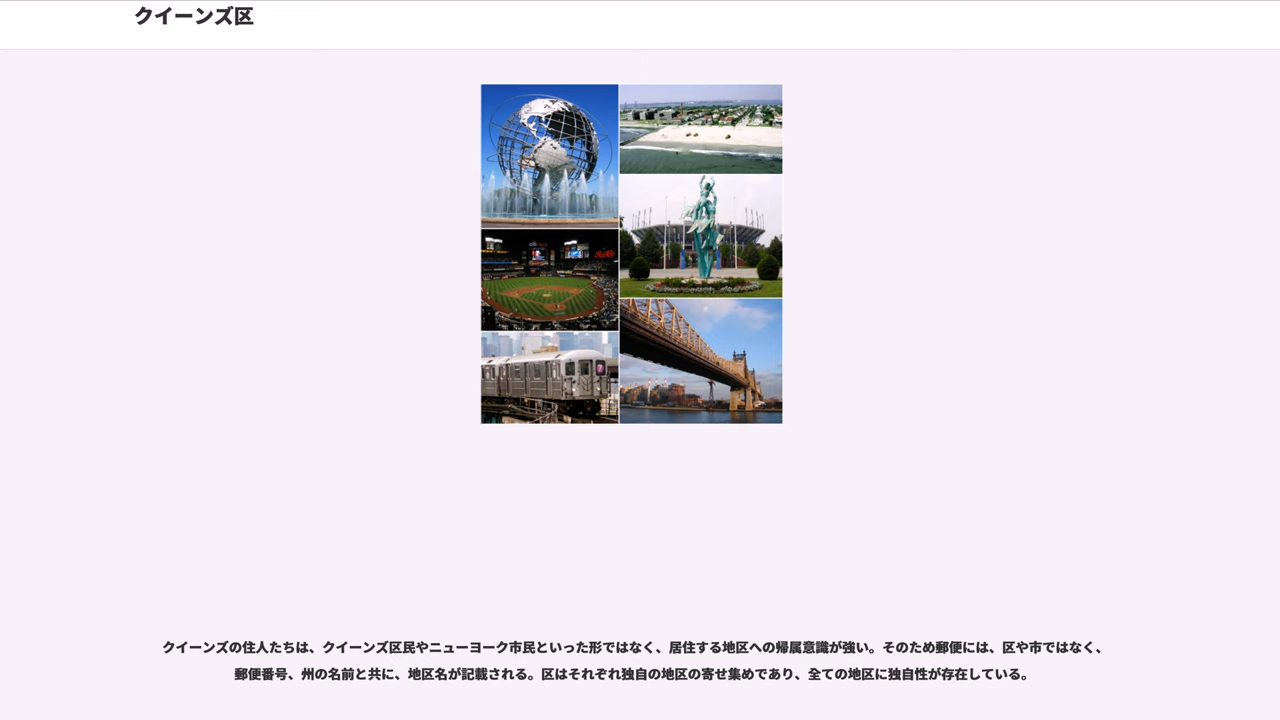 クイーンズ区
クイーンズの住人たちは、クイーンズ区民やニューヨーク市民といった形ではなく、居住する地区への帰属意識が強い。そのため郵便には、区や市ではなく、
郵便番号、州の名前と共に、地区名が記載される。区はそれぞれ独自の地区の寄せ集めであり、全ての地区に独自性が存在している。